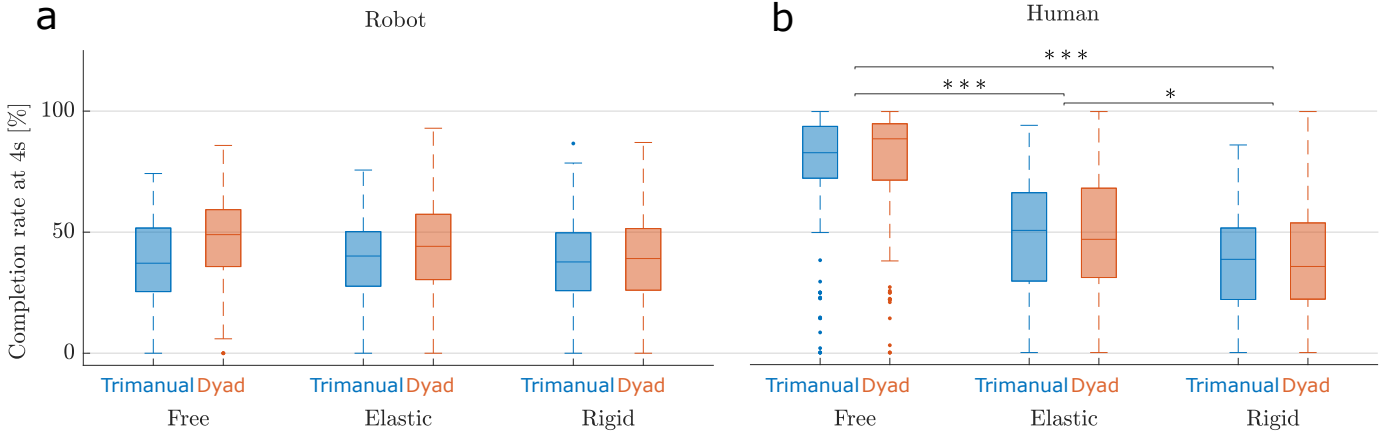 a
Robot
Completion rate at 4s [%]
100
50
0
Trimanual Dyad
Trimanual Dyad
Trimanual Dyad
Free
Elastic
Rigid
b
Human
***
***
*
Trimanual Dyad
Trimanual Dyad
Trimanual Dyad
Free
Elastic
Rigid